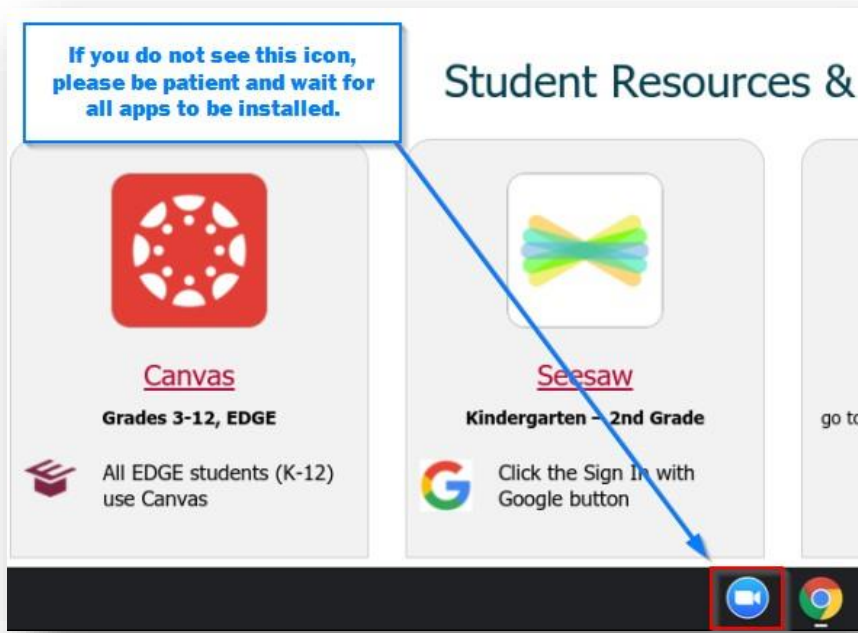 If you do not see this icon,
please be patient and wait for
all apps to be installed.
Student Resources &
Canvas
Grades 3-12, EDGE
All EDGE students (K-12)
use Canvas
Seesaw
Kindergarten – 2nd Grade
Click the Sign In with
Google button
go to